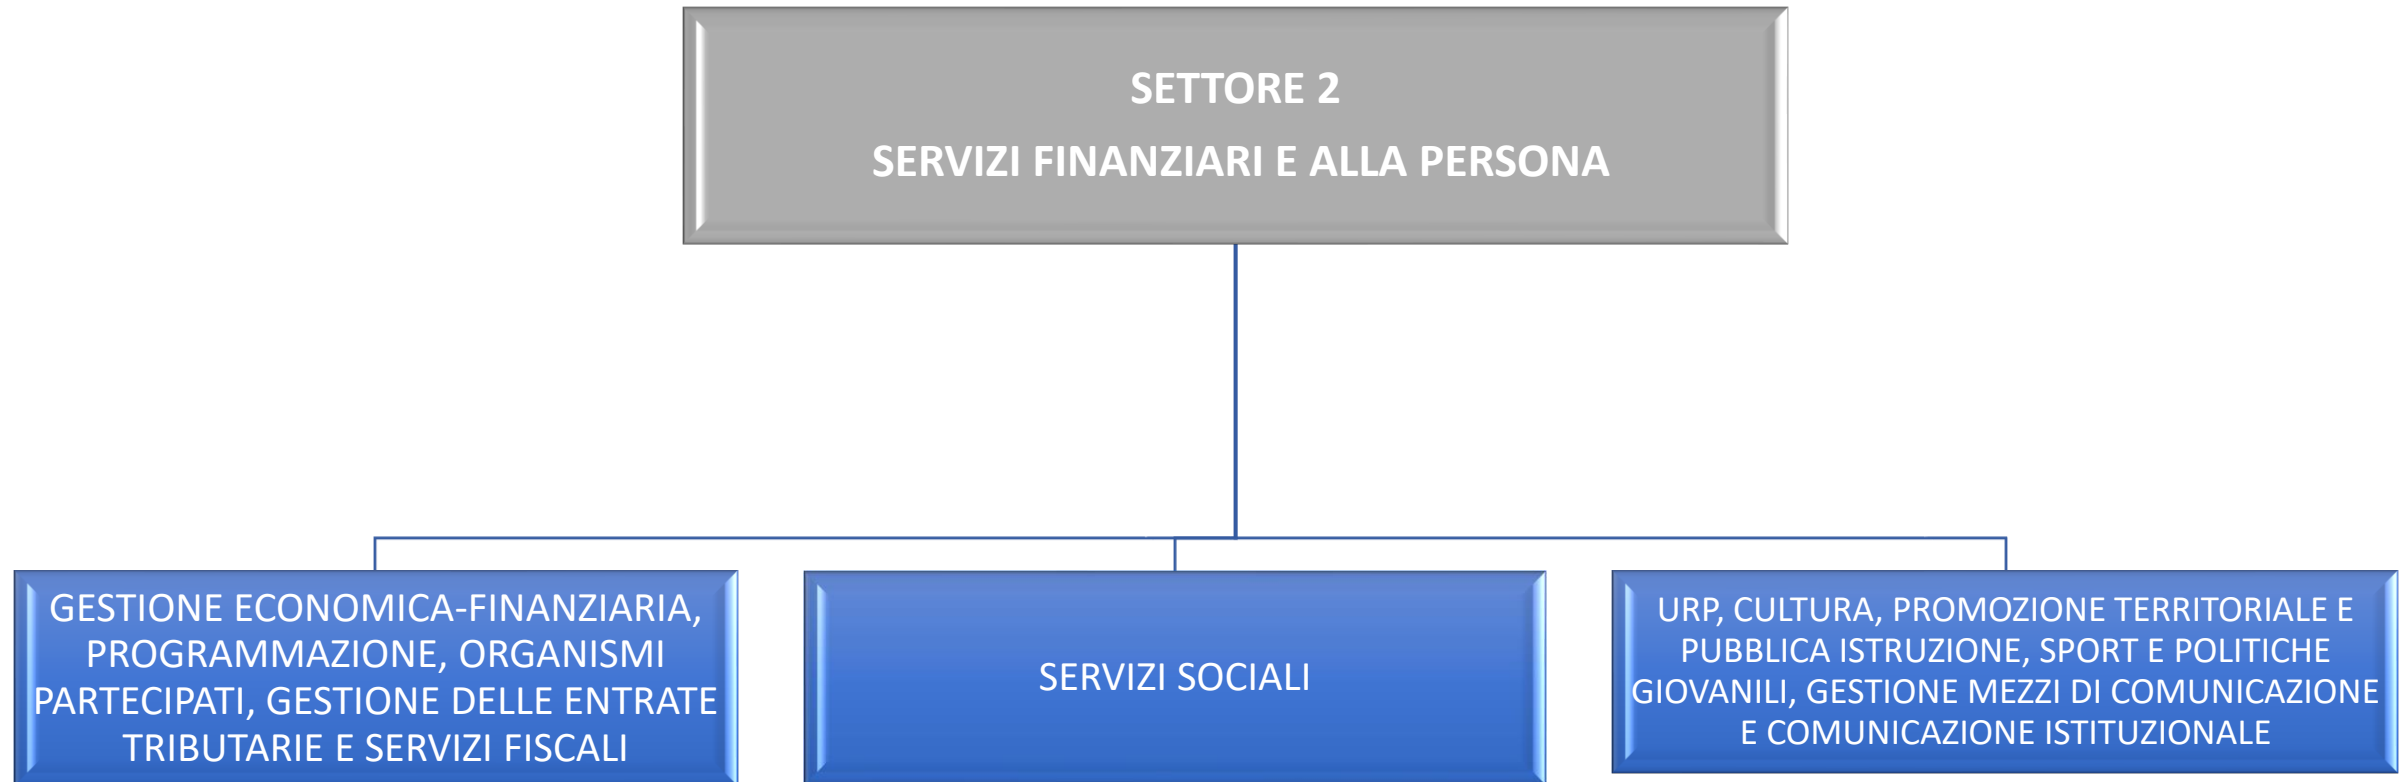 SETTORE 2
SERVIZI FINANZIARI E ALLA PERSONA
GESTIONE ECONOMICA-FINANZIARIA,
PROGRAMMAZIONE, ORGANISMI
PARTECIPATI, GESTIONE DELLE ENTRATE
TRIBUTARIE E SERVIZI FISCALI
SERVIZI SOCIALI
URP, CULTURA, PROMOZIONE TERRITORIALE E
PUBBLICA ISTRUZIONE, SPORT E POLITICHE
GIOVANILI, GESTIONE MEZZI DI COMUNICAZIONE
E COMUNICAZIONE ISTITUZIONALE